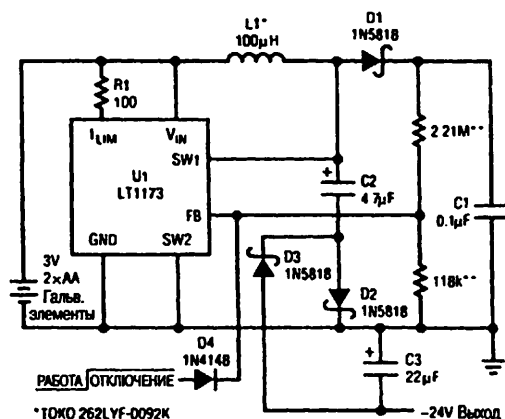 L1*
100µH
D1
1N5818
R1
100
I LIM
V IN
2 21M**
SW1
U1
LT1173
C2
4 7µF
C1
0.1µF
FB
GND
SW2
D3
1N5818
118k**
3V
2×AA
Гальв.
элементы
D2
1N5818
D4
1N4148
РАБОТА ОТКЛЮЧЕНИЕ
C3
22µF
*TOKO 262LYF-0092K
–24V Выход